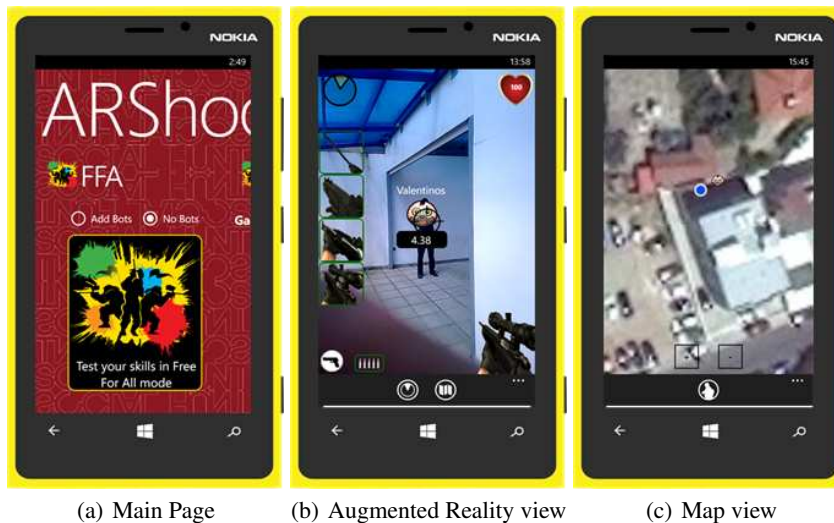 NOKIA
2:49
ARShoo
FFA
Add Bots No Bots Ga
Test your skills in Free
For All mode
NOKIA
13:58
100
Valentinos
4.38
NOKIA
15:45
(a) Main Page (b) Augmented Reality view (c) Map view